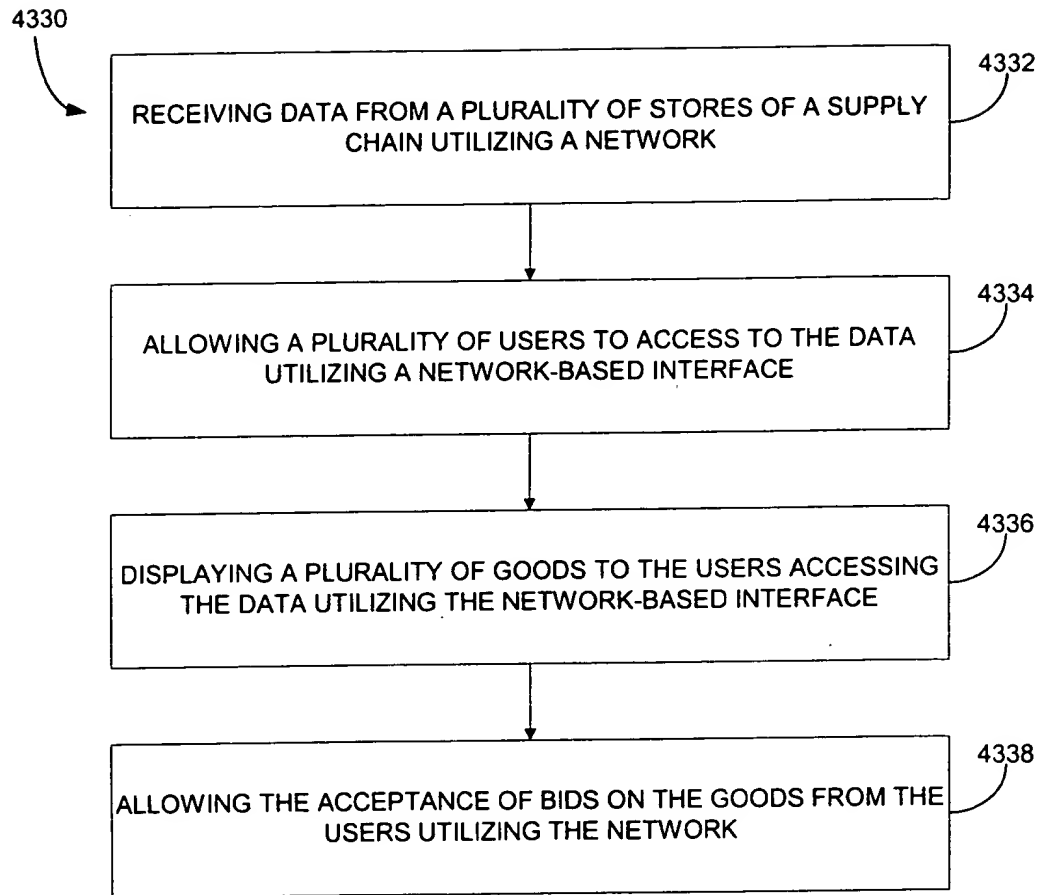 4330
4332
RECEIVING DATA FROM A PLURALITY OF STORES OF A SUPPLY
CHAIN UTILIZING A NETWORK
4334
ALLOWING A PLURALITY OF USERS TO ACCESS TO THE DATA
UTILIZING A NETWORK-BASED INTERFACE
4336
DISPLAYING A PLURALITY OF GOODS TO THE USERS ACCESSING
THE DATA UTILIZING THE NETWORK-BASED INTERFACE
4338
ALLOWING THE ACCEPTANCE OF BIDS ON THE GOODS FROM THE
USERS UTILIZING THE NETWORK